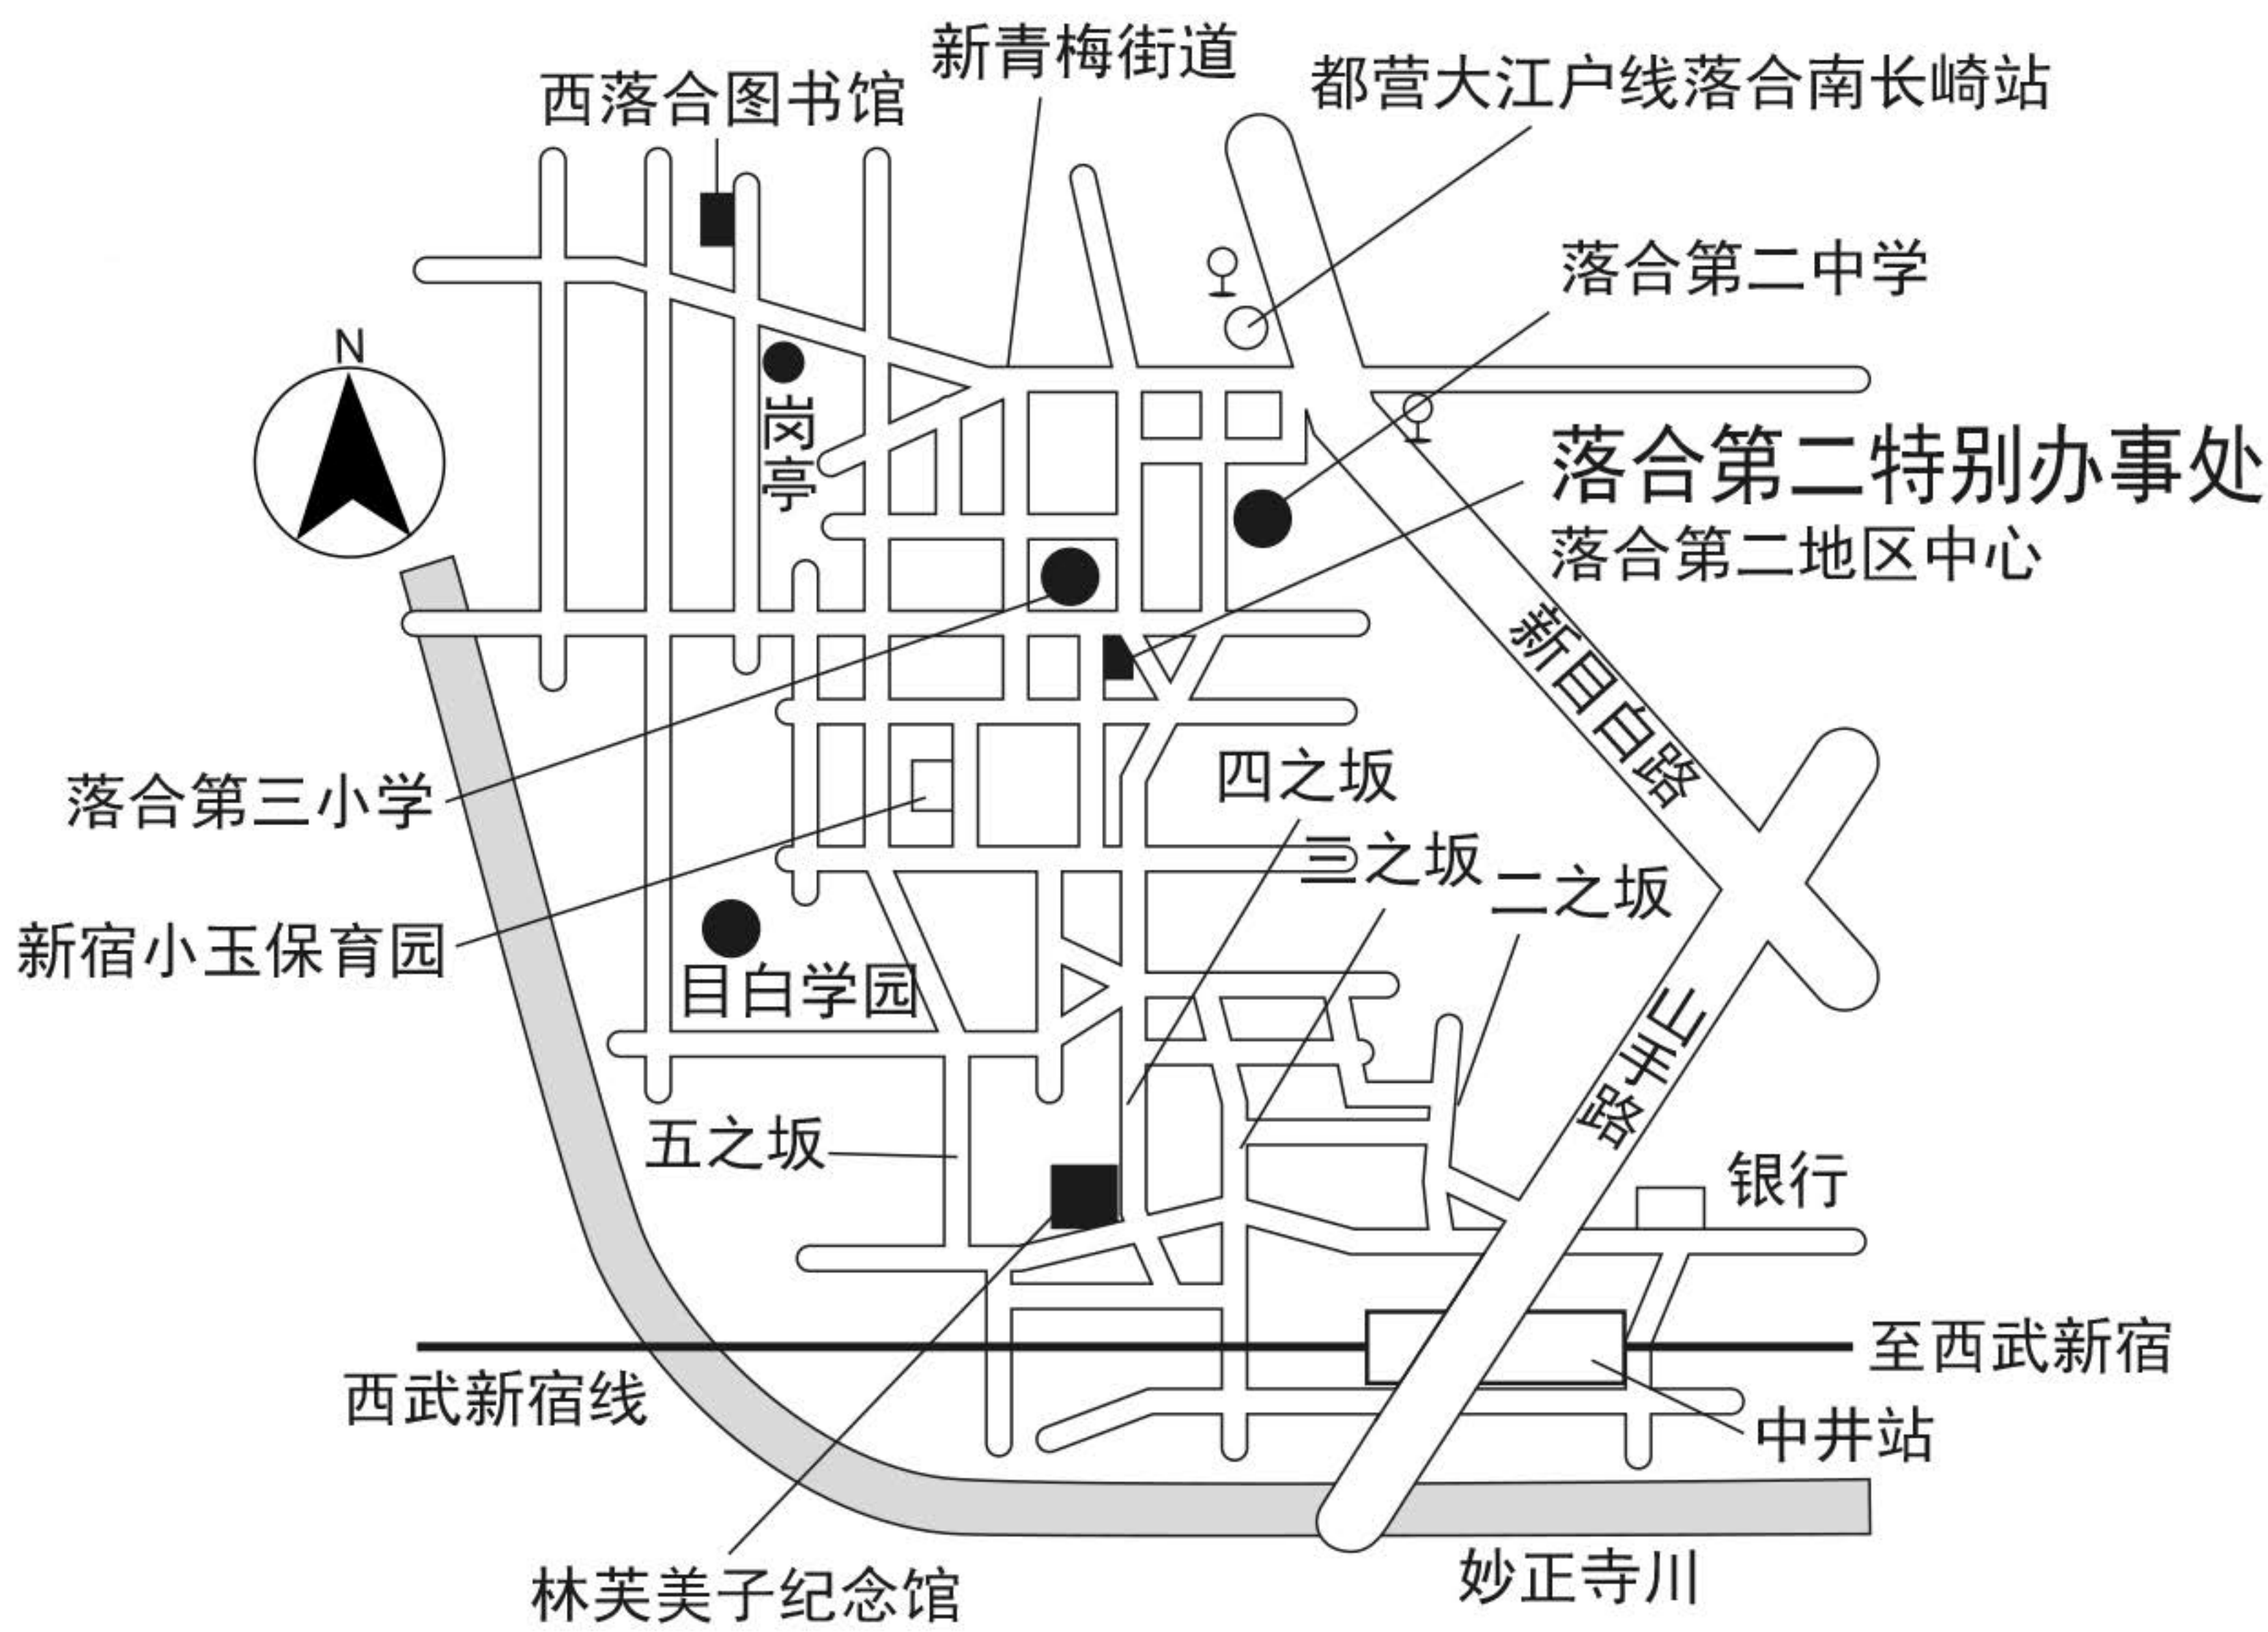 新青梅街道
都营大江户线落合南长崎站
西落合图书馆
落合第二中学
N
岗亭
落合第二特别办事处
落合第二地区中心
新目白路
四之坂
落合第三小学
三之坂
二之坂
新宿小玉保育园
目白学园
山手路
五之坂
银行
至西武新宿
西武新宿线
中井站
妙正寺川
林芙美子纪念馆